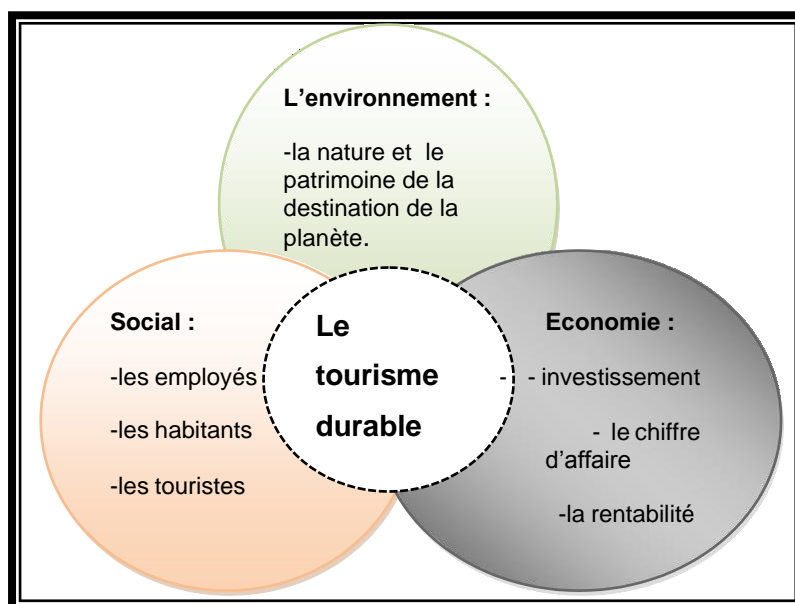 L'environnement :
-la nature et le
patrimoine de la
destination de la
planète.
Social :
-les employés
-les habitants
-les touristes
Le
tourisme
durable
Economie :
- - investissement
- le chiffre
d'affaire
-la rentabilité